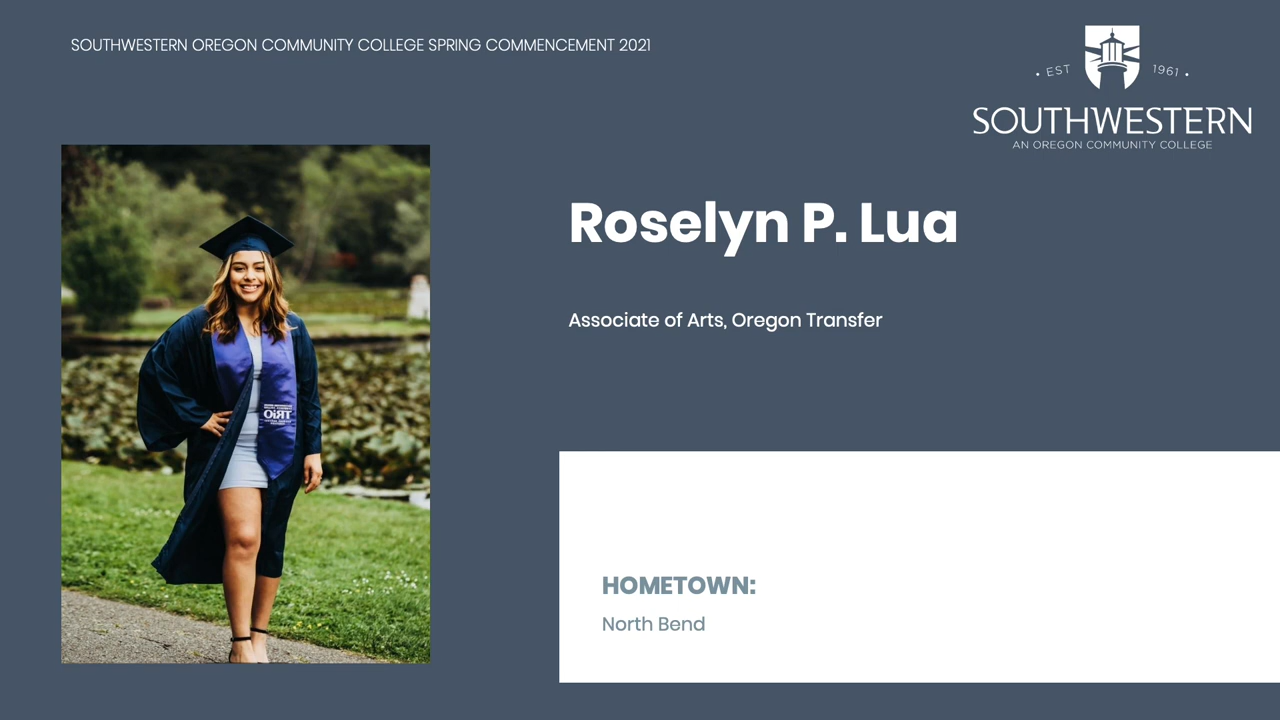 SOUTHWESTERN OREGON COMMUNITY COLLEGE SPRING COMMENCEMENT 2021
• EST 1961 •
SOUTHWESTERN
AN OREGON COMMUNITY COLLEGE
Roselyn P. Lua
Associate of Arts, Oregon Transfer
TRiO
HOMETOWN:
North Bend